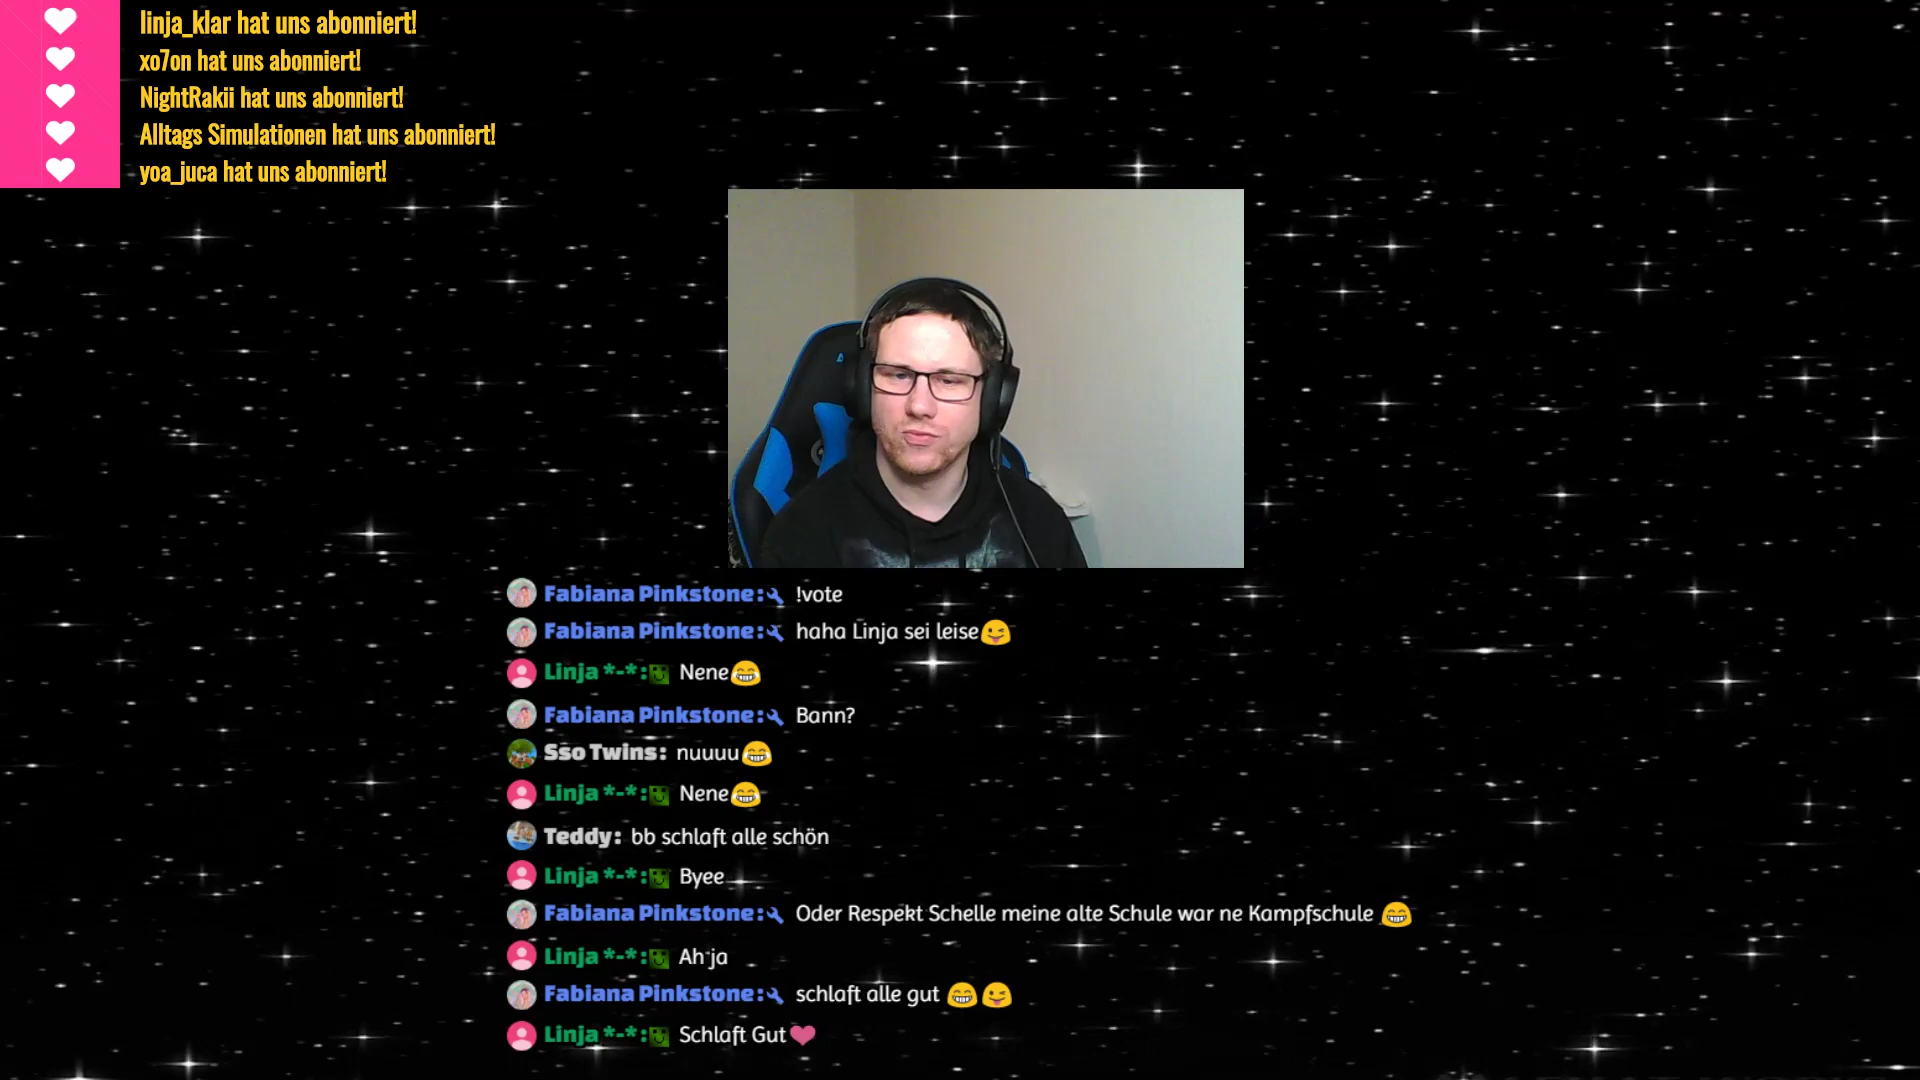 linja_klar hat uns abonniert!
xo7on hat uns abonniert!
NightRakii hat uns abonniert!
Alltags Simulationen hat uns abonniert!
yoa_juca hat uns abonniert!
Fabiana Pinkstone: !vote
Fabiana Pinkstone: haha Linja sei leise😜
Linja *-*: Nene😂
Fabiana Pinkstone: Bann?
Sso Twins: nuuuu😂
Linja *-*: Nene😂
Teddy: bb schlaft alle schön
Linja *-*: Byee
Fabiana Pinkstone: Oder Respekt Schelle meine alte Schule war ne Kampfschule 😂
Linja *-*: Ah ja
Fabiana Pinkstone: schlaft alle gut 😂😜
Linja *-*: Schlaft Gut❤